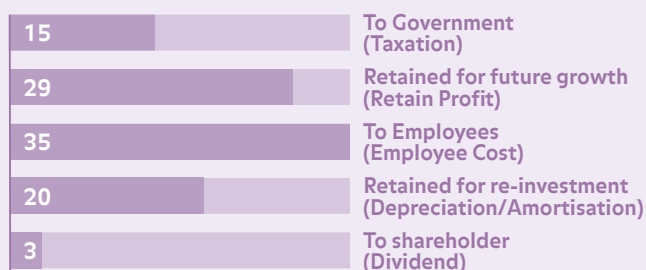 15
To Government
(Taxation)
29
Retained for future growth
(Retain Profit)
35
To Employees
(Employee Cost)
20
Retained for re-investment
(Depreciation/Amortisation)
3
To shareholder
(Dividend)